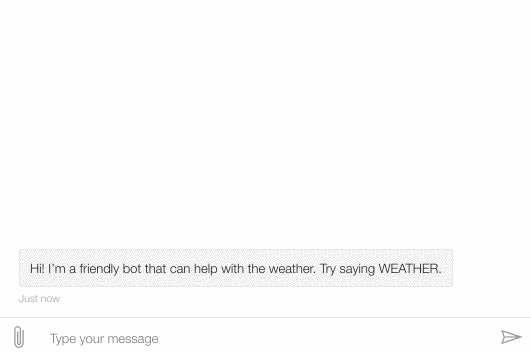 Hi! I’m a friendly bot that can help with the weather. Try saying WEATHER.
Just now
Type your message